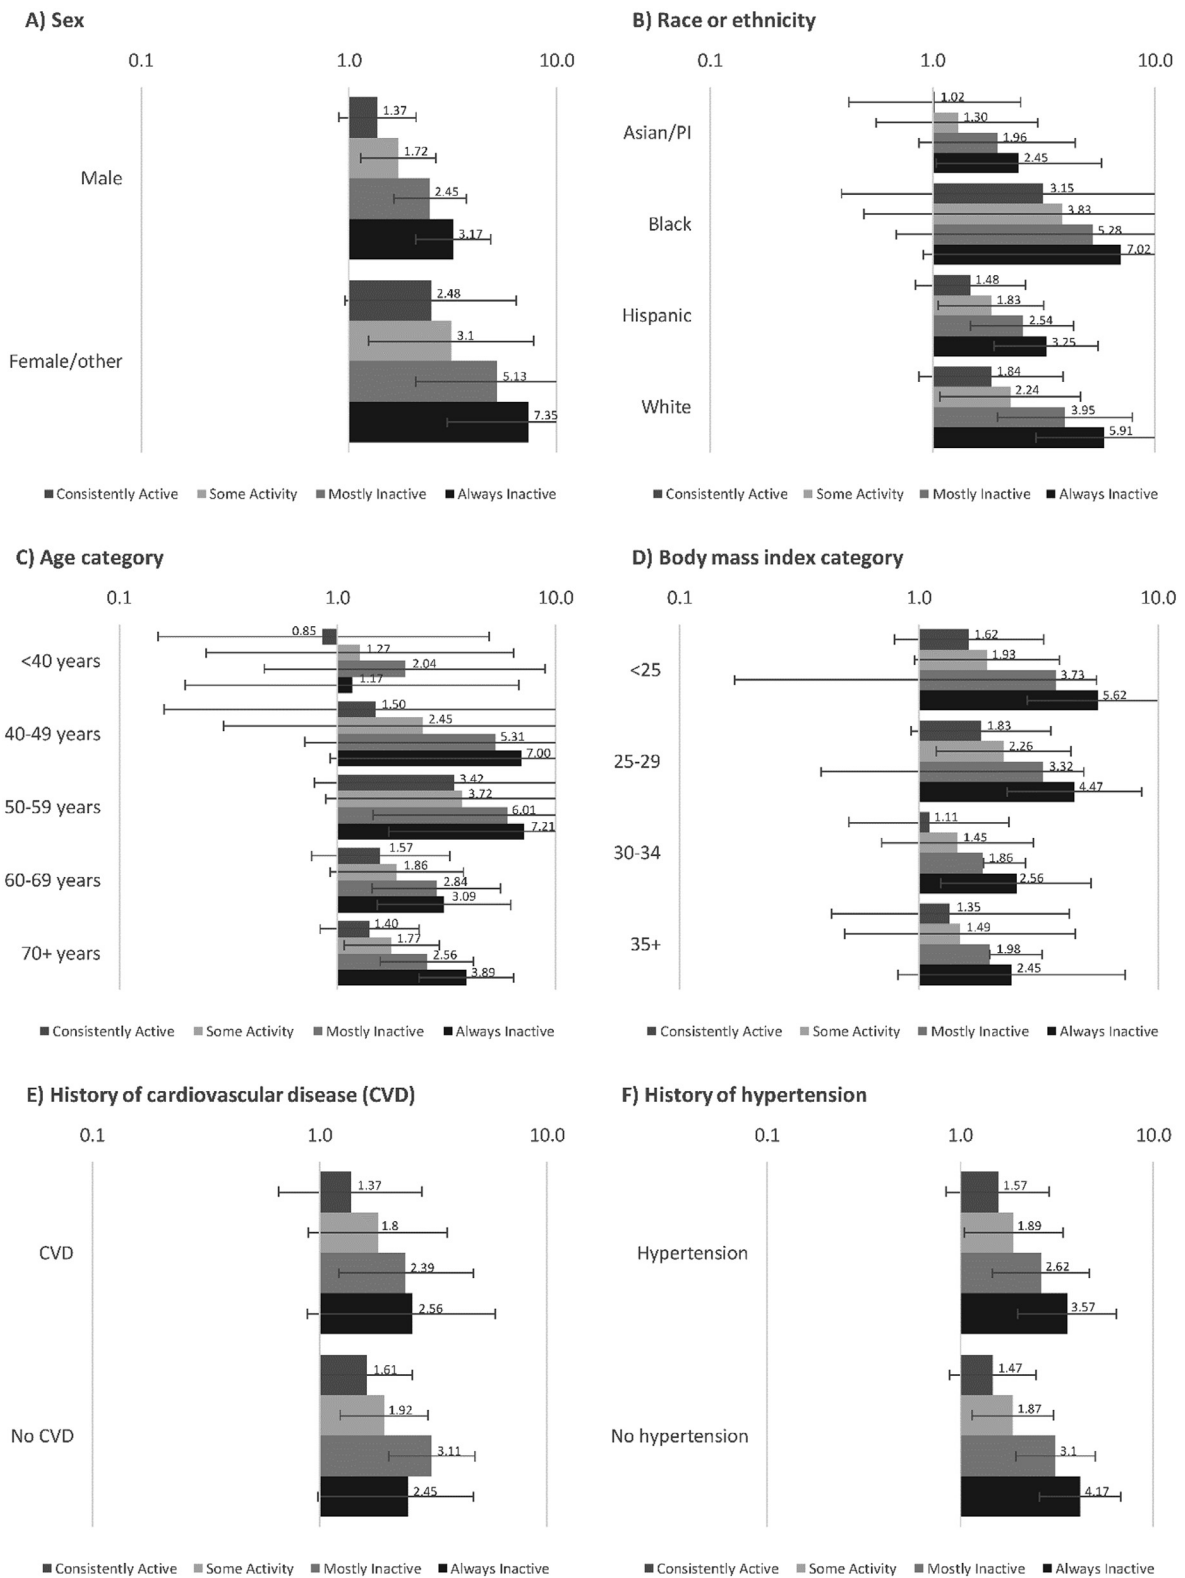 A) Sex
0.1 1.0 10.0
1.37
1.72
Male
2.45
3.17
2.48
3.1
Female/other
5.13
7.35
Consistently Active Some Activity Mostly Inactive Always Inactive
B) Race or ethnicity
0.1 1.0 10.0
1.02
1.30
Asian/PI
1.96
2.45
3.15
3.83
Black
5.28
7.02
1.48
1.83
Hispanic
2.54
3.25
1.84
2.24
White
3.95
5.91
Consistently Active Some Activity Mostly Inactive Always Inactive
C) Age category
0.1 1.0 10.0
0.85
1.27
<40 years
2.04
1.17
1.50
2.45
40-49 years
5.31
7.00
3.42
3.72
50-59 years
6.01
7.21
1.57
1.86
60-69 years
2.84
3.09
1.40
1.77
70+ years
2.56
3.89
Consistently Active Some Activity Mostly Inactive Always Inactive
D) Body mass index category
0.1 1.0 10.0
1.62
1.93
<25
3.73
5.62
1.83
2.26
25-29
3.32
4.47
1.11
1.45
30-34
1.86
2.56
1.35
1.49
35+
1.98
2.45
Consistently Active Some Activity Mostly Inactive Always Inactive
E) History of cardiovascular disease (CVD)
0.1 1.0 10.0
1.37
1.8
CVD
2.39
2.56
1.61
1.92
No CVD
3.11
2.45
Consistently Active Some Activity Mostly Inactive Always Inactive
F) History of hypertension
0.1 1.0 10.0
1.57
1.89
Hypertension
2.62
3.57
1.47
1.87
No hypertension
3.1
4.17
Consistently Active Some Activity Mostly Inactive Always Inactive